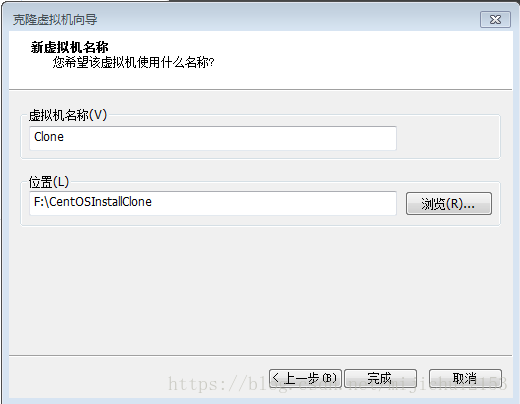 克隆虚拟机向导
新虚拟机名称
您希望该虚拟机使用什么名称?
虚拟机名称(V)
Clone
位置(L)
F:\CentOSInstallClone
浏览(R)...
< 上一步(B)
完成
取消